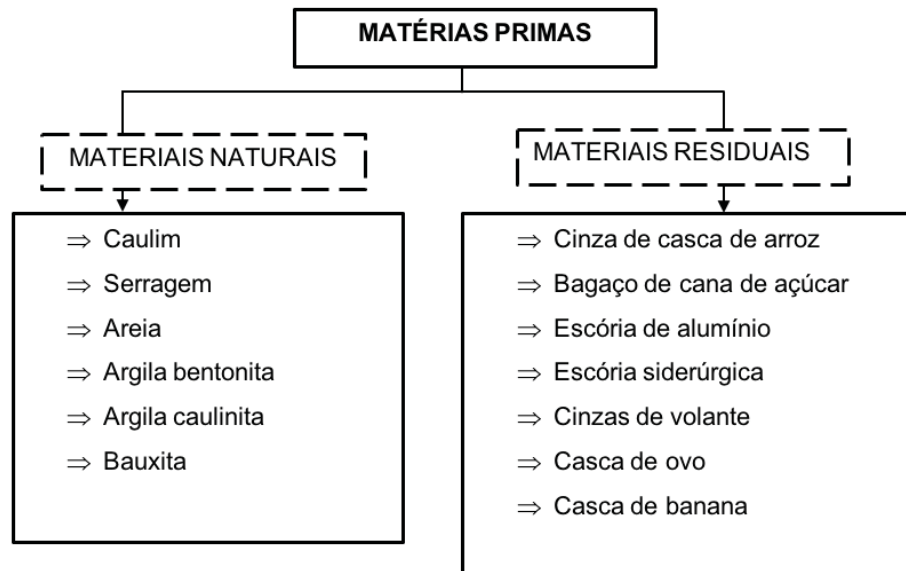 MATÉRIAS PRIMAS
MATERIAIS NATURAIS
⇒ Caulim
⇒ Serragem
⇒ Areia
⇒ Argila bentonita
⇒ Argila caulinita
⇒ Bauxita
MATERIAIS RESIDUAIS
⇒ Cinza de casca de arroz
⇒ Bagaço de cana de açúcar
⇒ Escória de alumínio
⇒ Escória siderúrgica
⇒ Cinzas de volante
⇒ Casca de ovo
⇒ Casca de banana